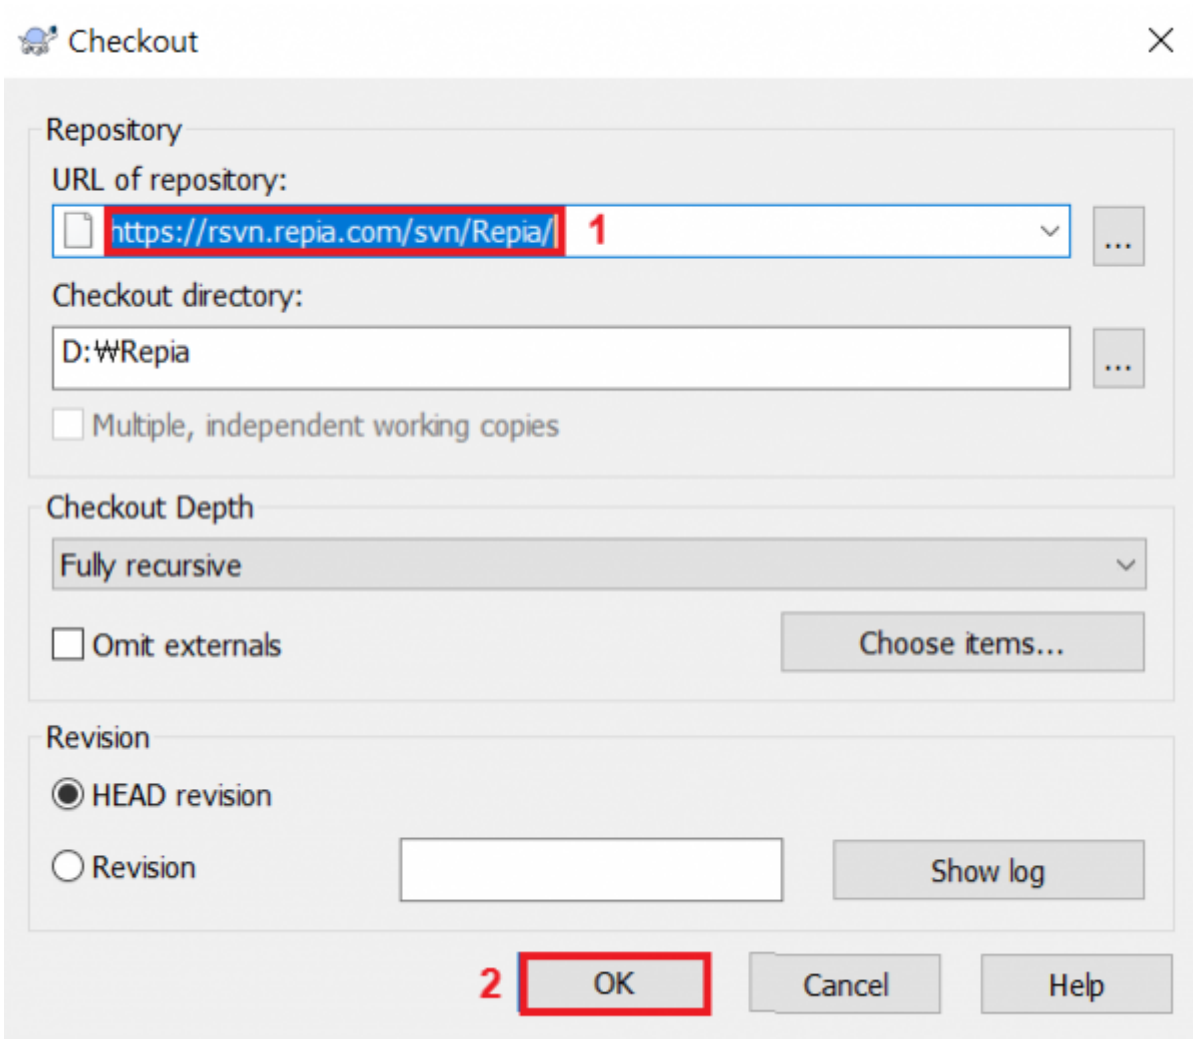 Checkout
Repository
URL of repository:
https://rsvn.repia.com/svn/Repia/ 1
...
Checkout directory:
D:₩Repia
...
Multiple, independent working copies
Checkout Depth
Fully recursive
Omit externals
Choose items...
Revision
HEAD revision
Revision
Show log
2 OK
Cancel
Help